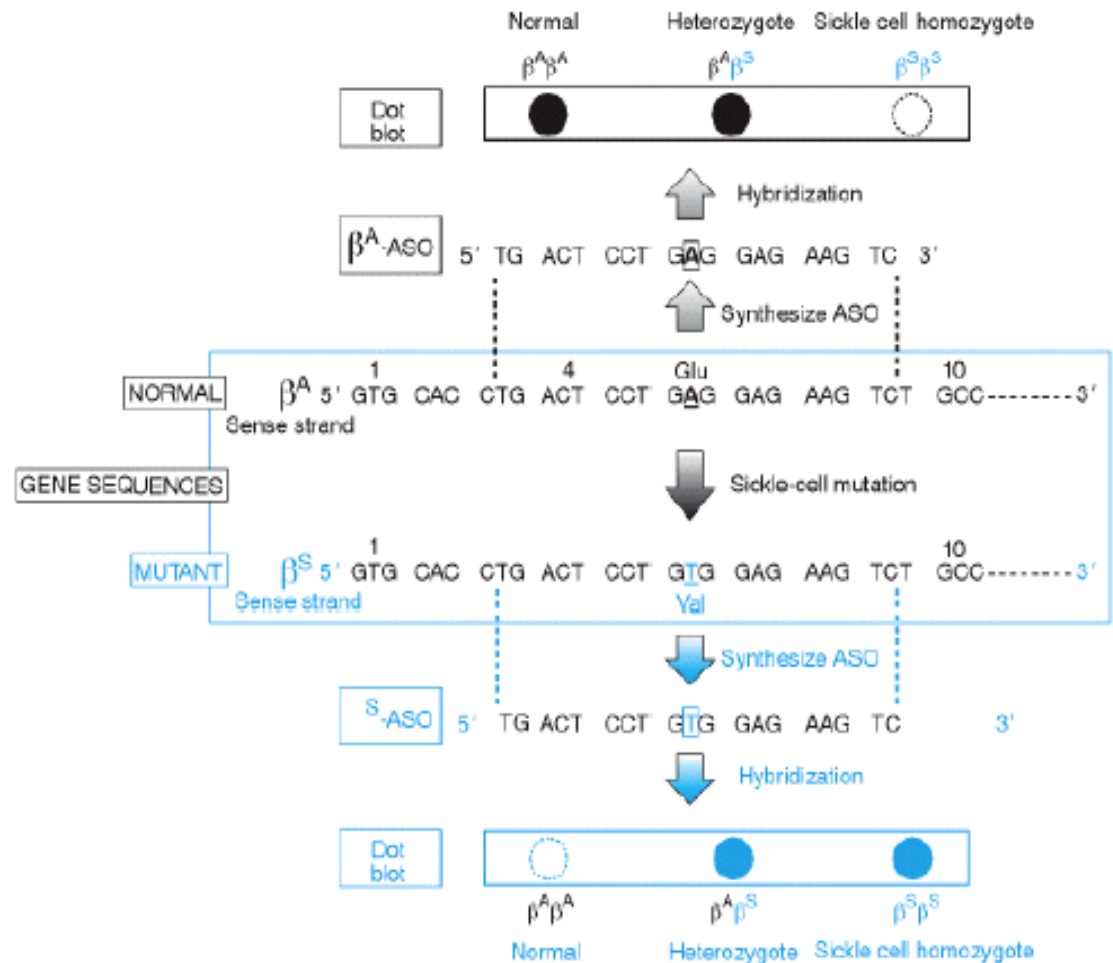 Normal Heterozygote Sickle cell homozygote
βᴬβᴬ βᴬβˢ βˢβˢ
Dot
blot
Hybridization
βᴬ-ASO 5' TG ACT CCT GAG GAG AAG TC 3'
Synthesize ASO
1 4 Glu 10
NORMAL βᴬ 5' GTG CAC CTG ACT CCT GAG GAG AAG TCT GCC--------3'
Sense strand
GENE SEQUENCES
Sickle-cell mutation
1 10
MUTANT βˢ 5' GTG CAC CTG ACT CCT GTG GAG AAG TCT GCC--------3'
Sense strand Val
Synthesize ASO
ˢ-ASO 5' TG ACT CCT GTG GAG AAG TC 3'
Hybridization
Dot
blot
βᴬβᴬ βᴬβˢ βˢβˢ
Normal Heterozygote Sickle cell homozygote